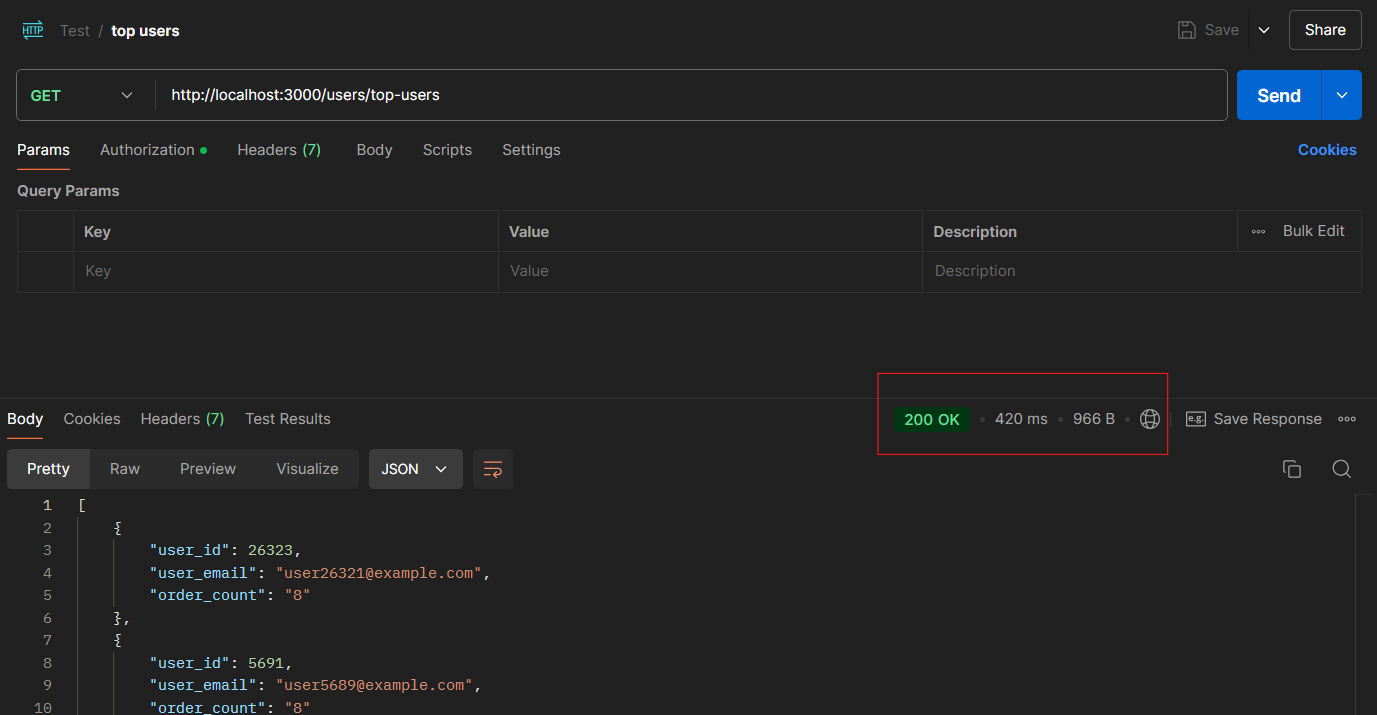 HTTP Test / top users Save Share
GET http://localhost:3000/users/top-users Send
Params Authorization Headers (7) Body Scripts Settings Cookies
Query Params
Key Value Description Bulk Edit
Key Value Description
Body Cookies Headers (7) Test Results 200 OK 420 ms 966 B e.g. Save Response
Pretty Raw Preview Visualize JSON
1 [
2 {
3 "user_id": 26323,
4 "user_email": "user26321@example.com",
5 "order_count": "8"
6 },
7 {
8 "user_id": 5691,
9 "user_email": "user5689@example.com",
10 "order_count": "8"